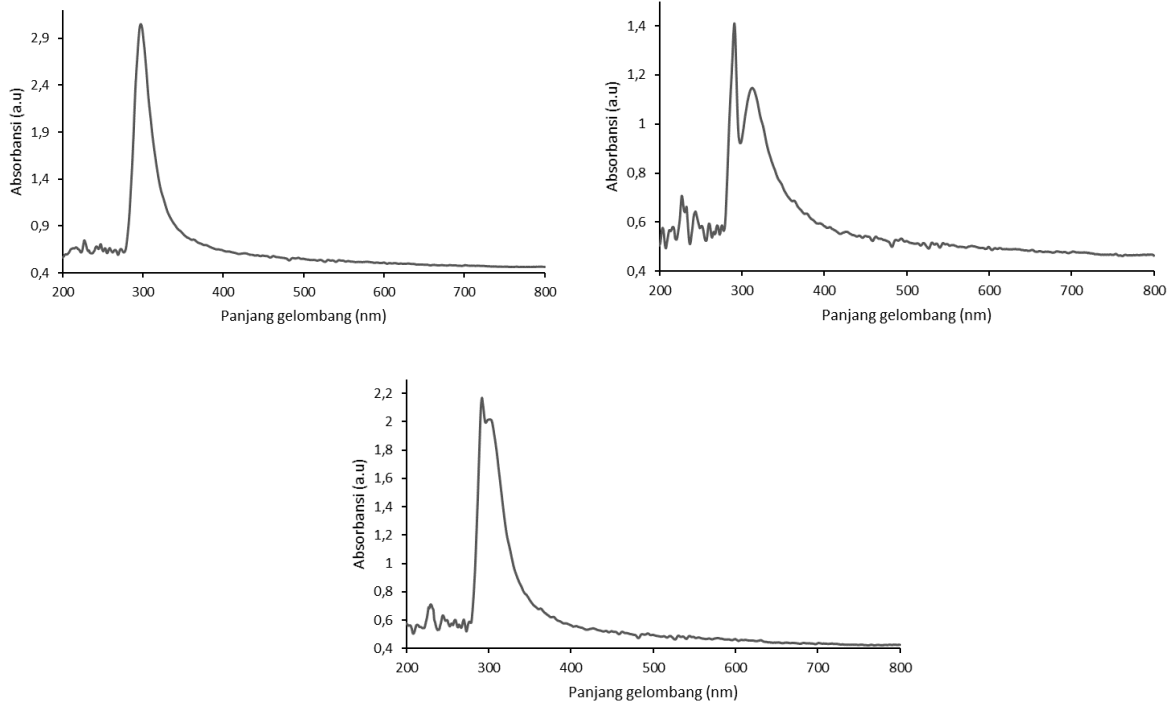 2,9
2,4
1,9
1,4
0,9
0,4
Absorbansi (a.u)
200 300 400 500 600 700 800
Panjang gelombang (nm)
1,4
1,2
1
0,8
0,6
0,4
Absorbansi (a.u)
200 300 400 500 600 700 800
Panjang gelombang (nm)
2,2
2
1,8
1,6
1,4
1,2
1
0,8
0,6
0,4
Absorbansi (a.u)
200 300 400 500 600 700 800
Panjang gelombang (nm)